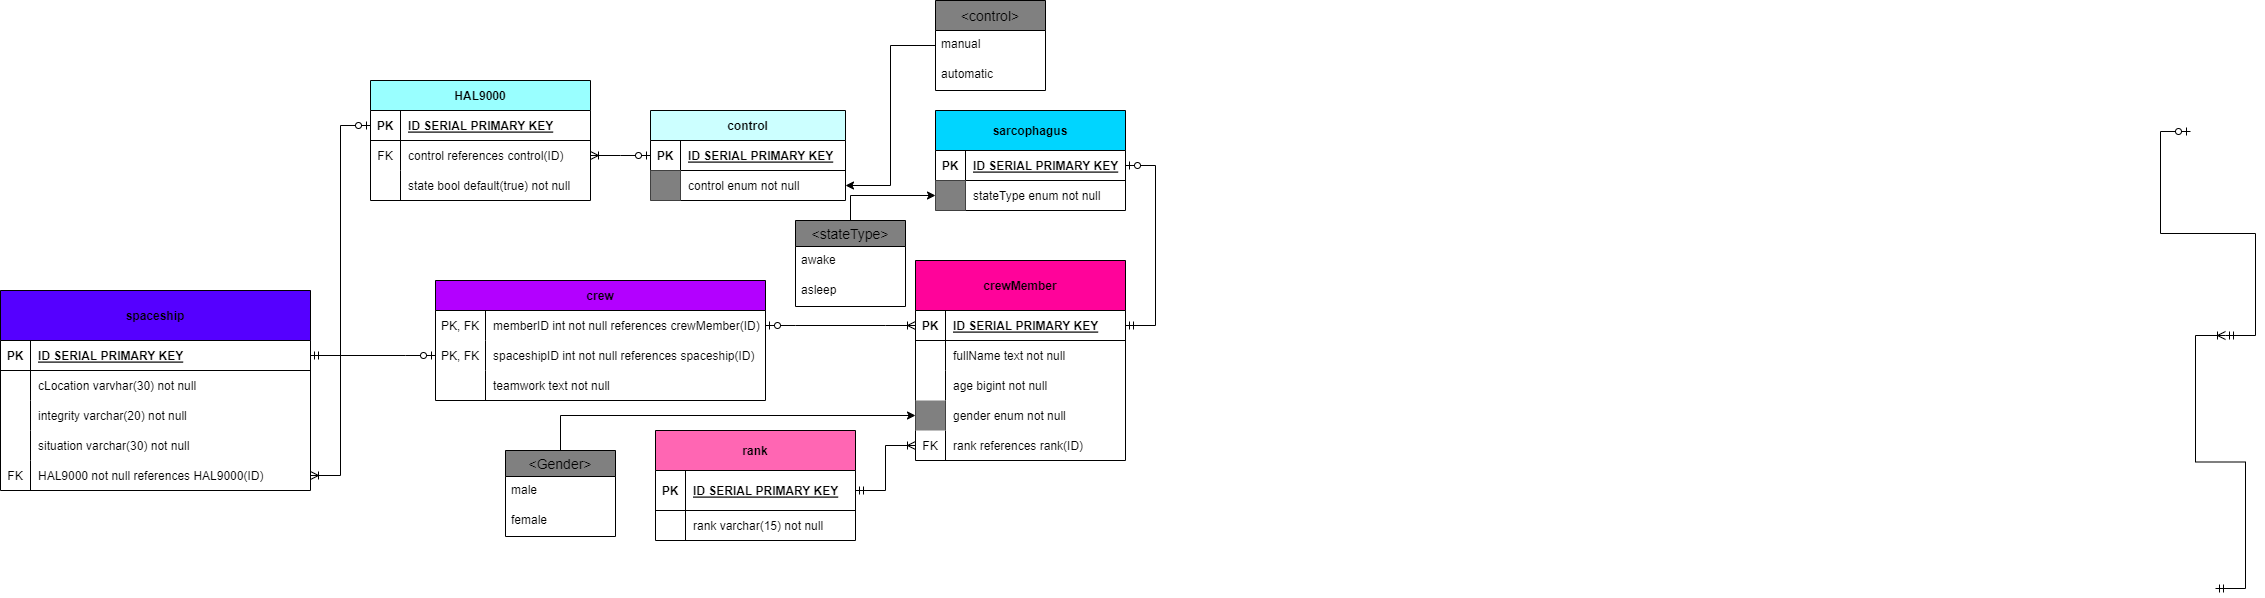 <control>
manual
automatic
HAL9000
PK ID SERIAL PRIMARY KEY
FK control references control(ID)
state bool default(true) not null
control
PK ID SERIAL PRIMARY KEY
control enum not null
sarcophagus
PK ID SERIAL PRIMARY KEY
stateType enum not null
<stateType>
awake
asleep
spaceship
PK ID SERIAL PRIMARY KEY
cLocation varvhar(30) not null
integrity varchar(20) not null
situation varchar(30) not null
FK HAL9000 not null references HAL9000(ID)
crew
PK, FK memberID int not null references crewMember(ID)
PK, FK spaceshipID int not null references spaceship(ID)
teamwork text not null
crewMember
PK ID SERIAL PRIMARY KEY
fullName text not null
age bigint not null
gender enum not null
FK rank references rank(ID)
<Gender>
male
female
rank
PK ID SERIAL PRIMARY KEY
rank varchar(15) not null